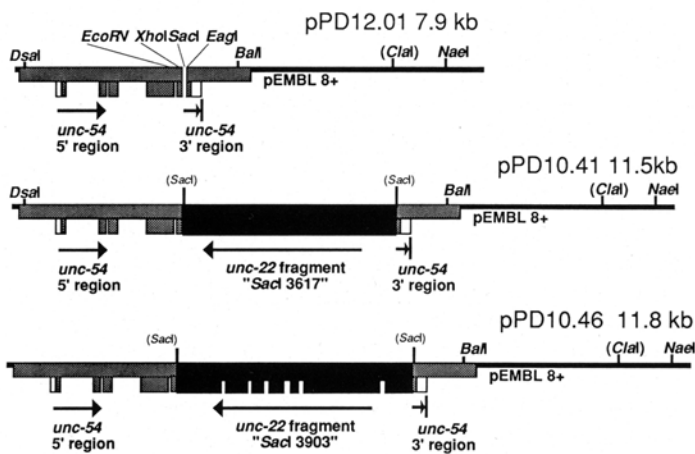 pPD12.01 7.9 kb
EcoRV XhoI SacI EagI
DsaI BalI (ClaI) NaeI
pEMBL 8+
unc-54 unc-54
5' region 3' region
pPD10.41 11.5kb
(SacI) (SacI)
DsaI BalI (ClaI) NaeI
pEMBL 8+
unc-54 unc-22 fragment unc-54
5' region "SacI 3617" 3' region
pPD10.46 11.8 kb
(SacI) (SacI)
BalI (ClaI) NaeI
pEMBL 8+
unc-54 unc-22 fragment unc-54
5' region "SacI 3903" 3' region